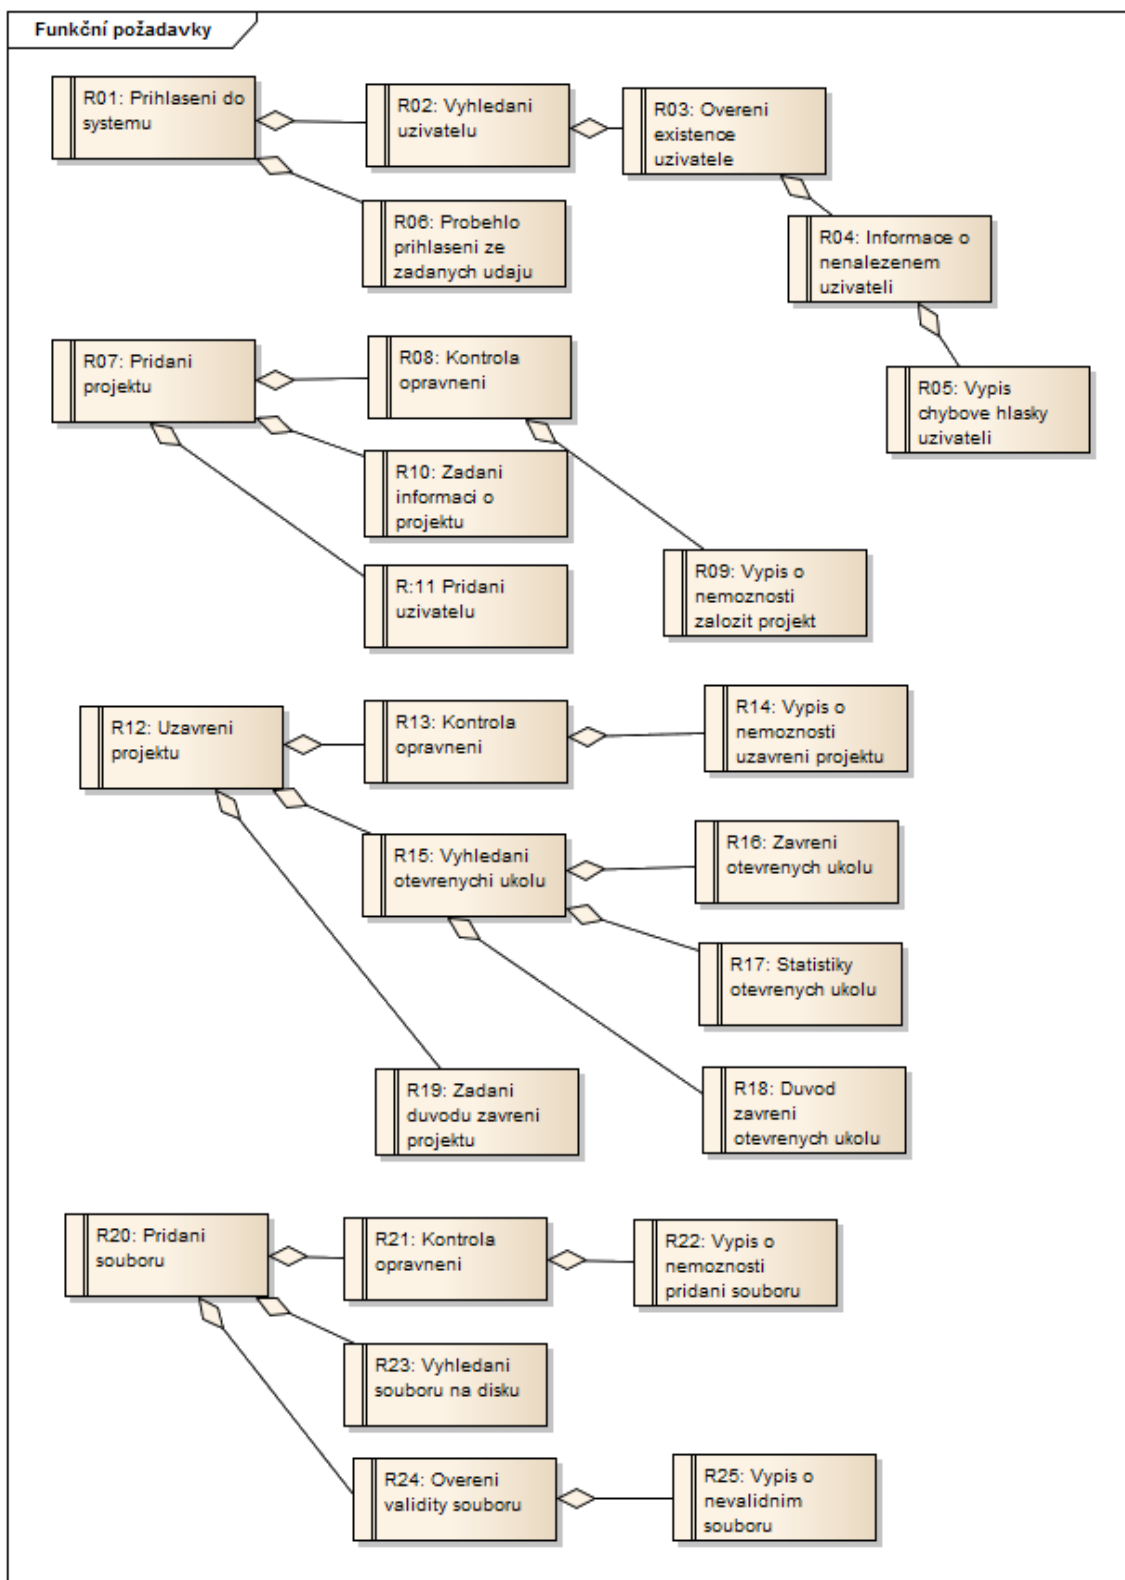 Funkční požadavky
R01: Prihlaseni do
systemu
R02: Vyhledani
uzivatelu
R03: Overeni
existence
uzivatele
R06: Probehlo
prihlaseni ze
zadanych udaju
R04: Informace o
nenalezenem
uzivateli
R05: Vypis
chybove hlasky
uzivateli
R07: Pridani
projektu
R08: Kontrola
opravneni
R10: Zadani
informaci o
projektu
R:11 Pridani
uzivatelu
R09: Vypis o
nemoznosti
zalozit projekt
R12: Uzavreni
projektu
R13: Kontrola
opravneni
R14: Vypis o
nemoznosti
uzavreni projektu
R15: Vyhledani
otevrenychi ukolu
R16: Zavreni
otevrenych ukolu
R17: Statistiky
otevrenych ukolu
R18: Duvod
zavreni
otevrenych ukolu
R19: Zadani
duvodu zavreni
projektu
R20: Pridani
souboru
R21: Kontrola
opravneni
R22: Vypis o
nemoznosti
pridani souboru
R23: Vyhledani
souboru na disku
R24: Overeni
validity souboru
R25: Vypis o
nevalidnim
souboru